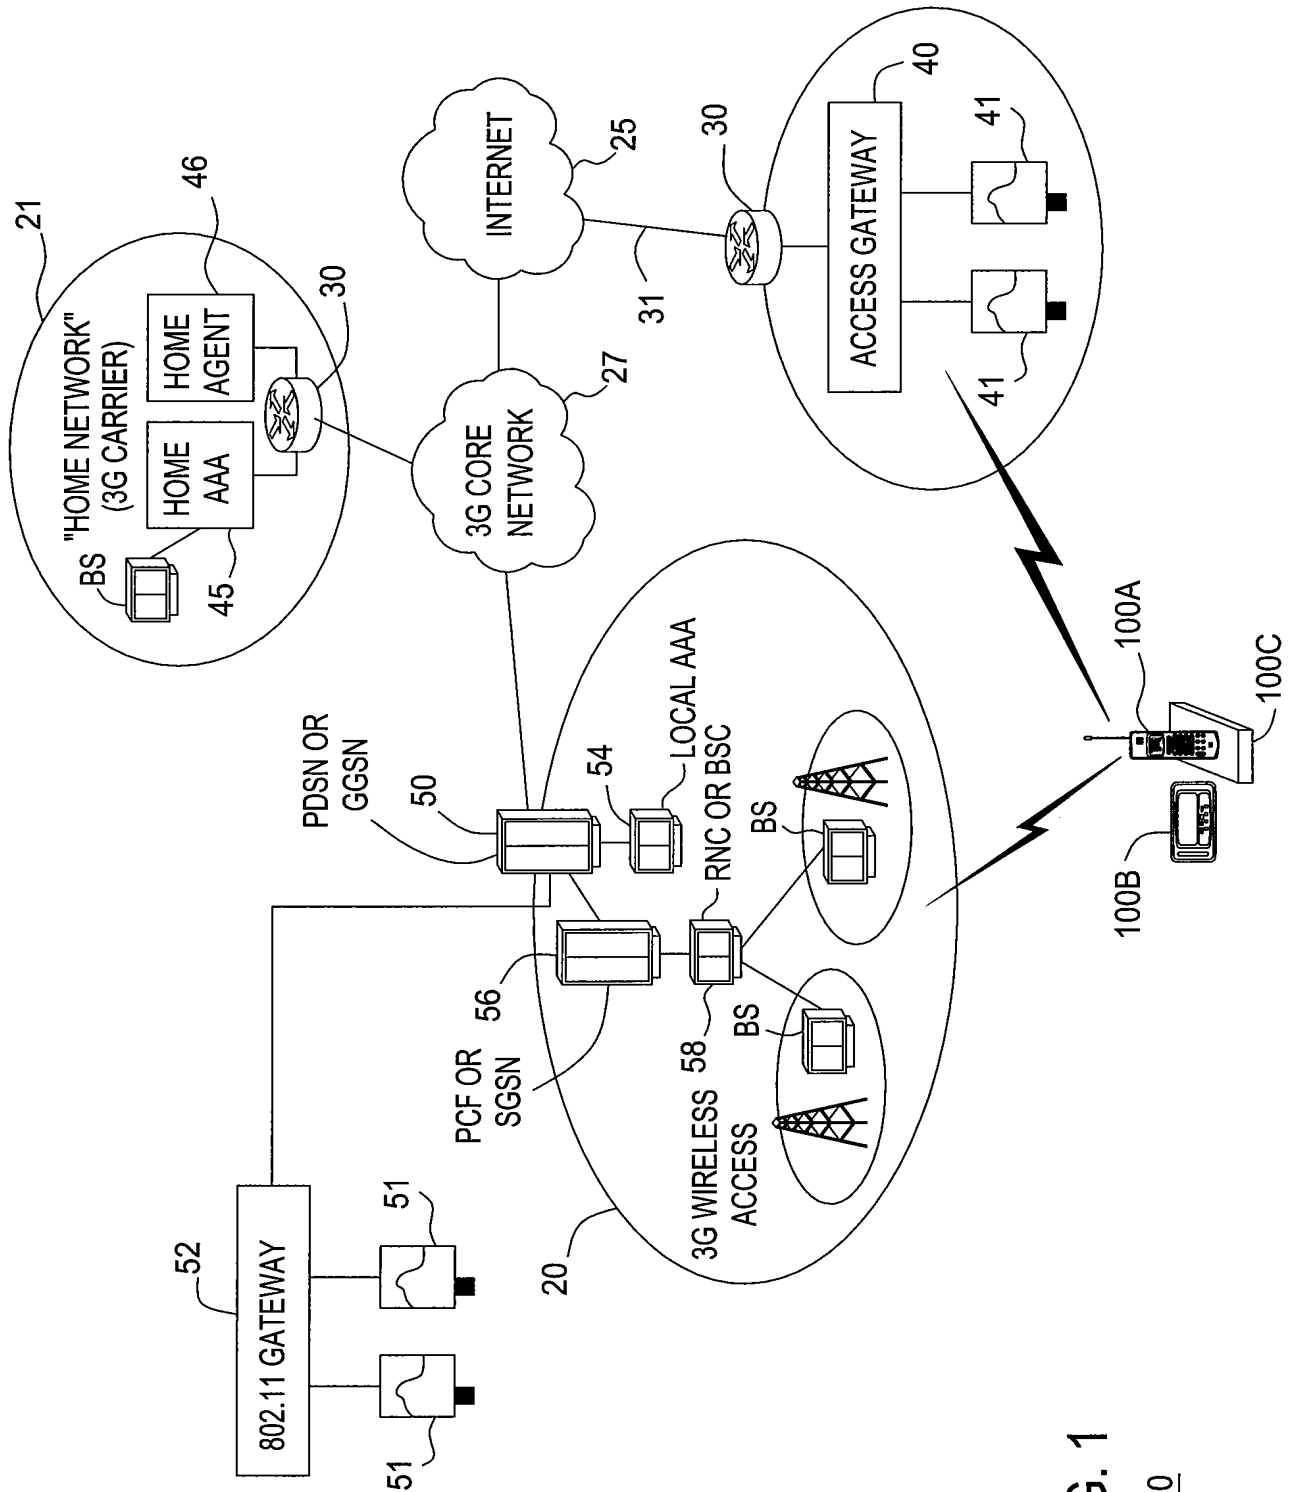 21
"HOME NETWORK"
(3G CARRIER)
BS
HOME
AAA
HOME
AGENT
45
46
30
INTERNET
25
3G CORE
NETWORK
27
31
30
40
ACCESS GATEWAY
41
41
PDSN OR
GGSN
50
54
LOCAL AAA
56
PCF OR
SGSN
58
RNC OR BSC
BS
BS
3G WIRELESS
ACCESS
20
52
802.11 GATEWAY
51
51
100A
100B
100C
G. 1
0